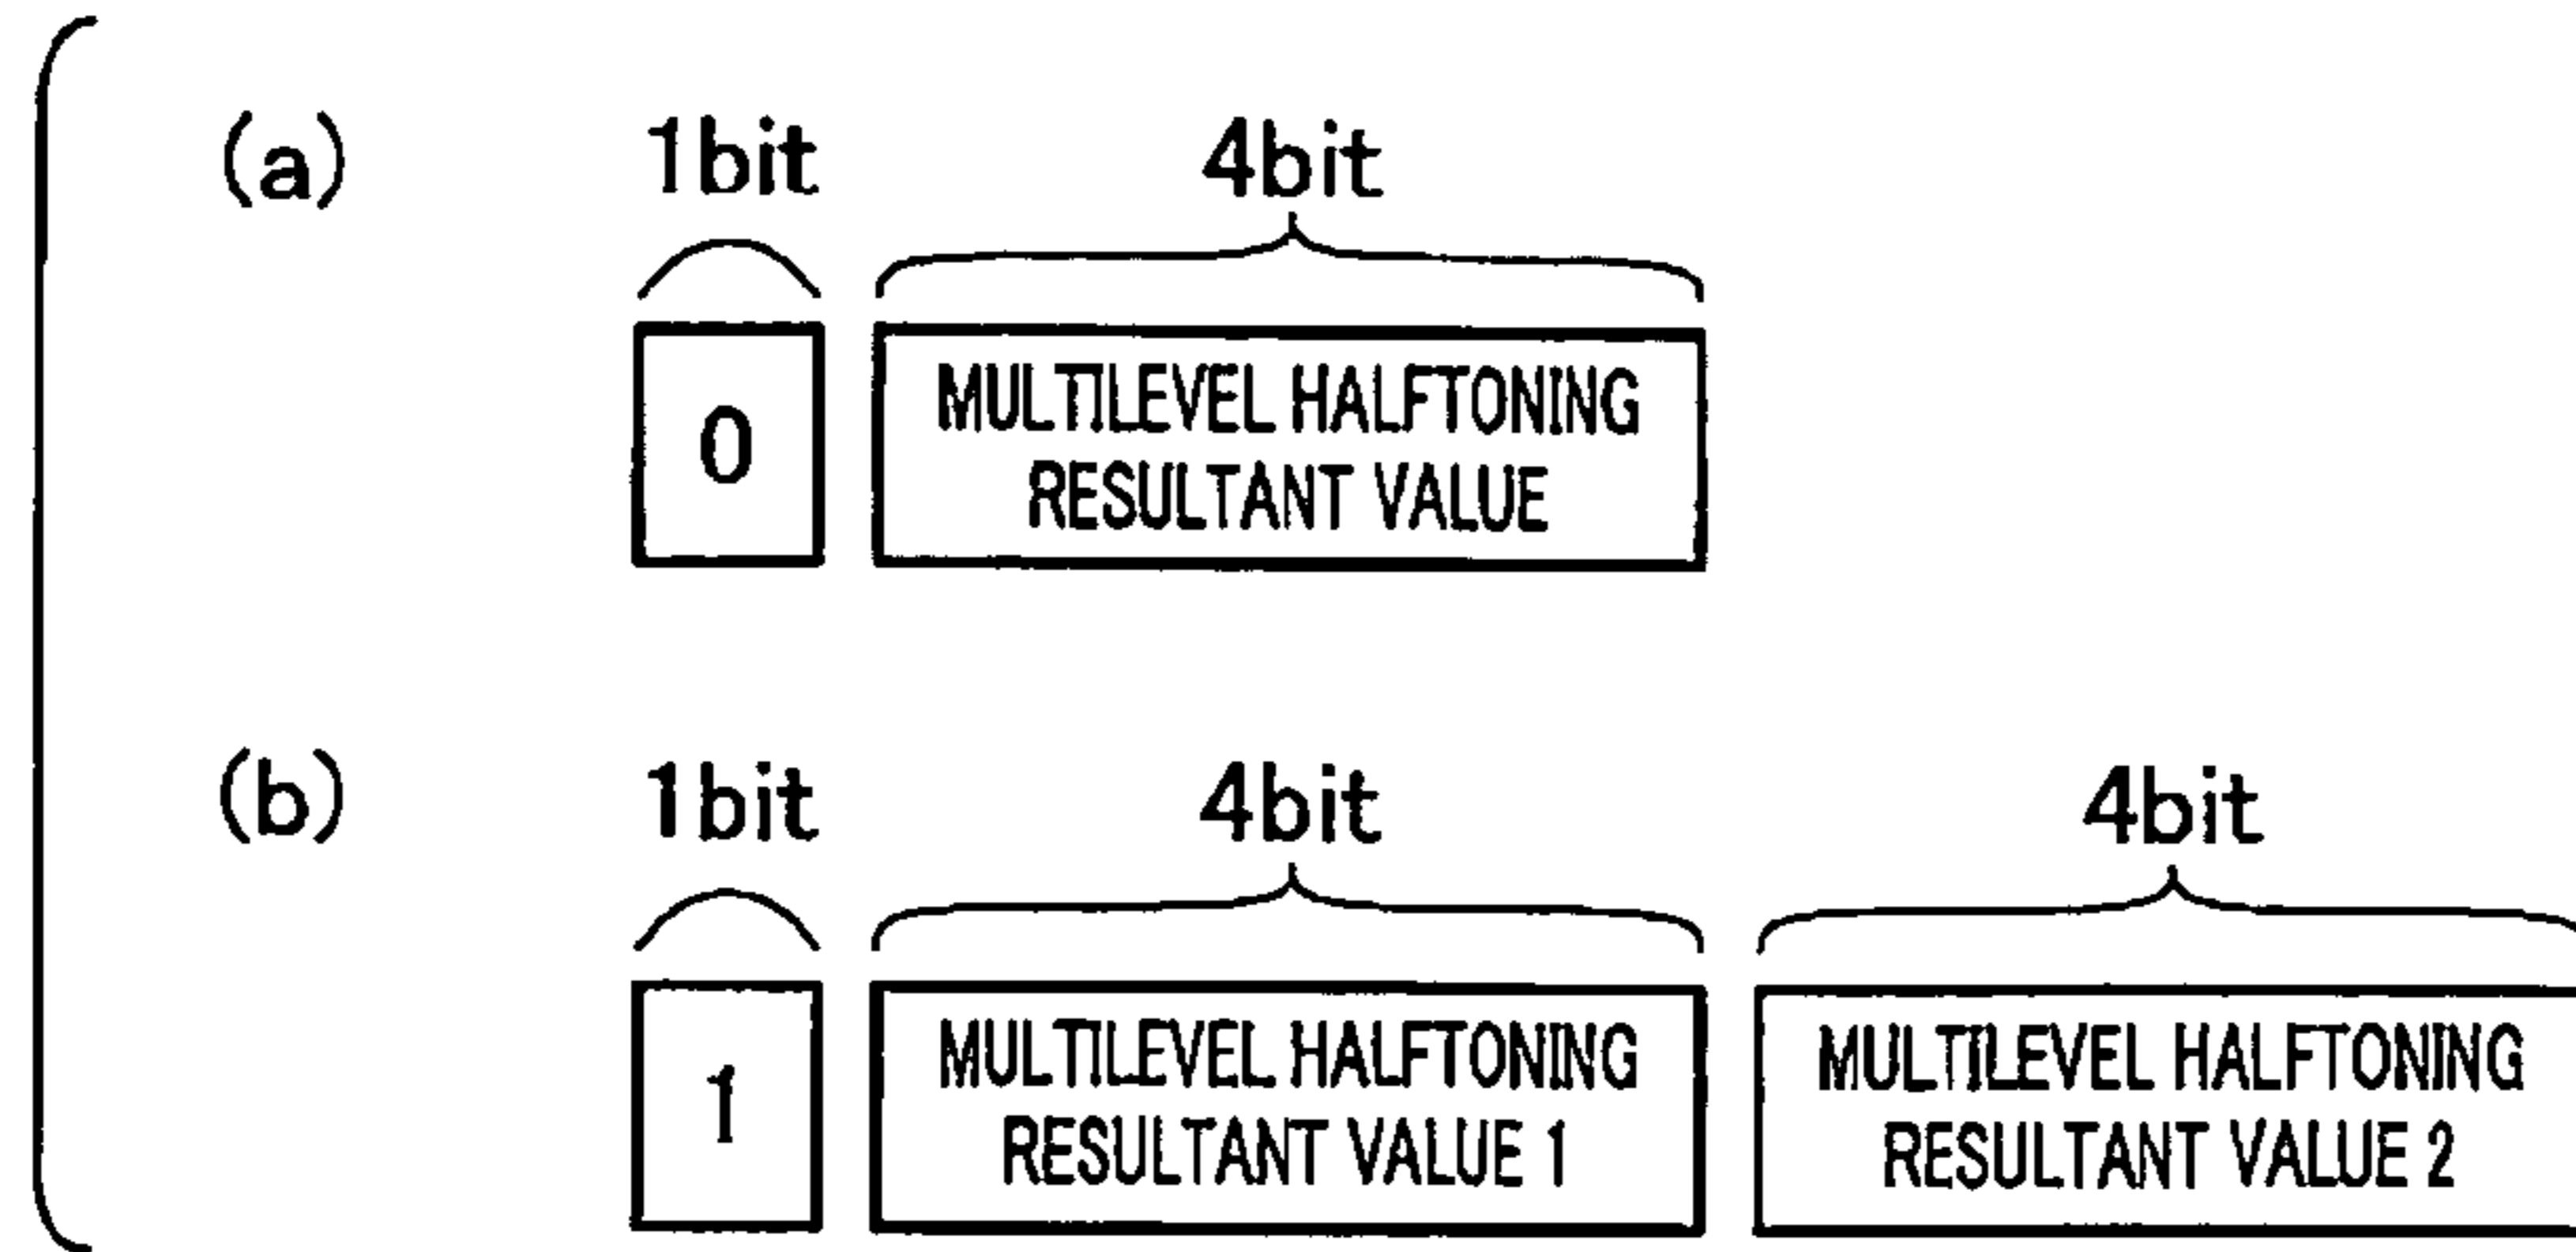 (a) 1bit 4bit
0 MULTILEVEL HALFTONING
RESULTANT VALUE
(b) 1bit 4bit 4bit
1
MULTILEVEL HALFTONING
RESULTANT VALUE 1
MULTILEVEL HALFTONING
RESULTANT VALUE 2